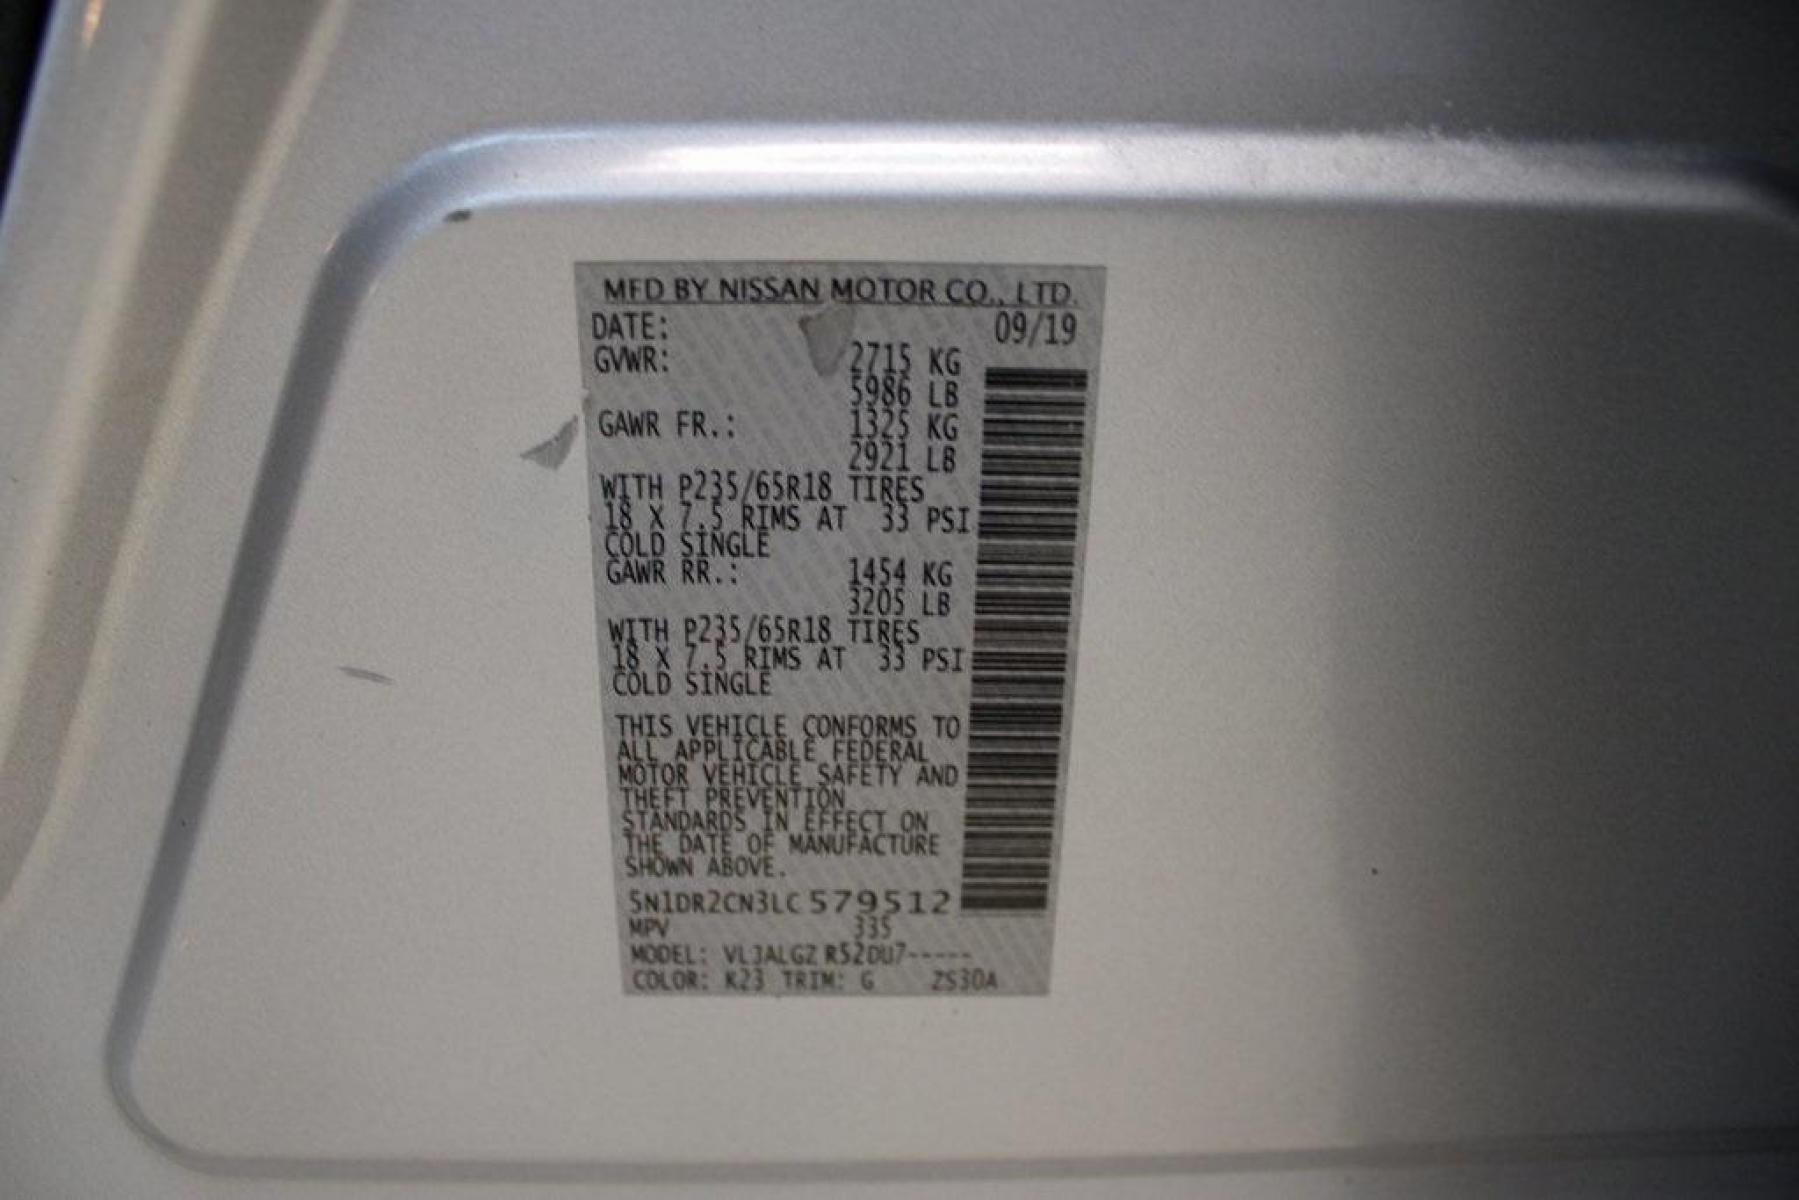 MFD BY NISSAN MOTOR CO., LTD.
DATE: 09/19
GVWR: 2715 KG
5986 LB
GAWR FR.: 1325 KG
2921 LB
WITH P235/65R18 TIRES
18 X 7.5 RIMS AT 33 PSI
COLD SINGLE
GAWR RR.: 1454 KG
3205 LB
WITH P235/65R18 TIRES
18 X 7.5 RIMS AT 33 PSI
COLD SINGLE
THIS VEHICLE CONFORMS TO
ALL APPLICABLE FEDERAL
MOTOR VEHICLE SAFETY AND
THEFT PREVENTION
STANDARDS IN EFFECT ON
THE DATE OF MANUFACTURE
SHOWN ABOVE.
5N1DR2CN3LC579512
MPV 335
MODEL: VLJALGZ R52DU7-----
COLOR: K23 TRIM: G ZS30A